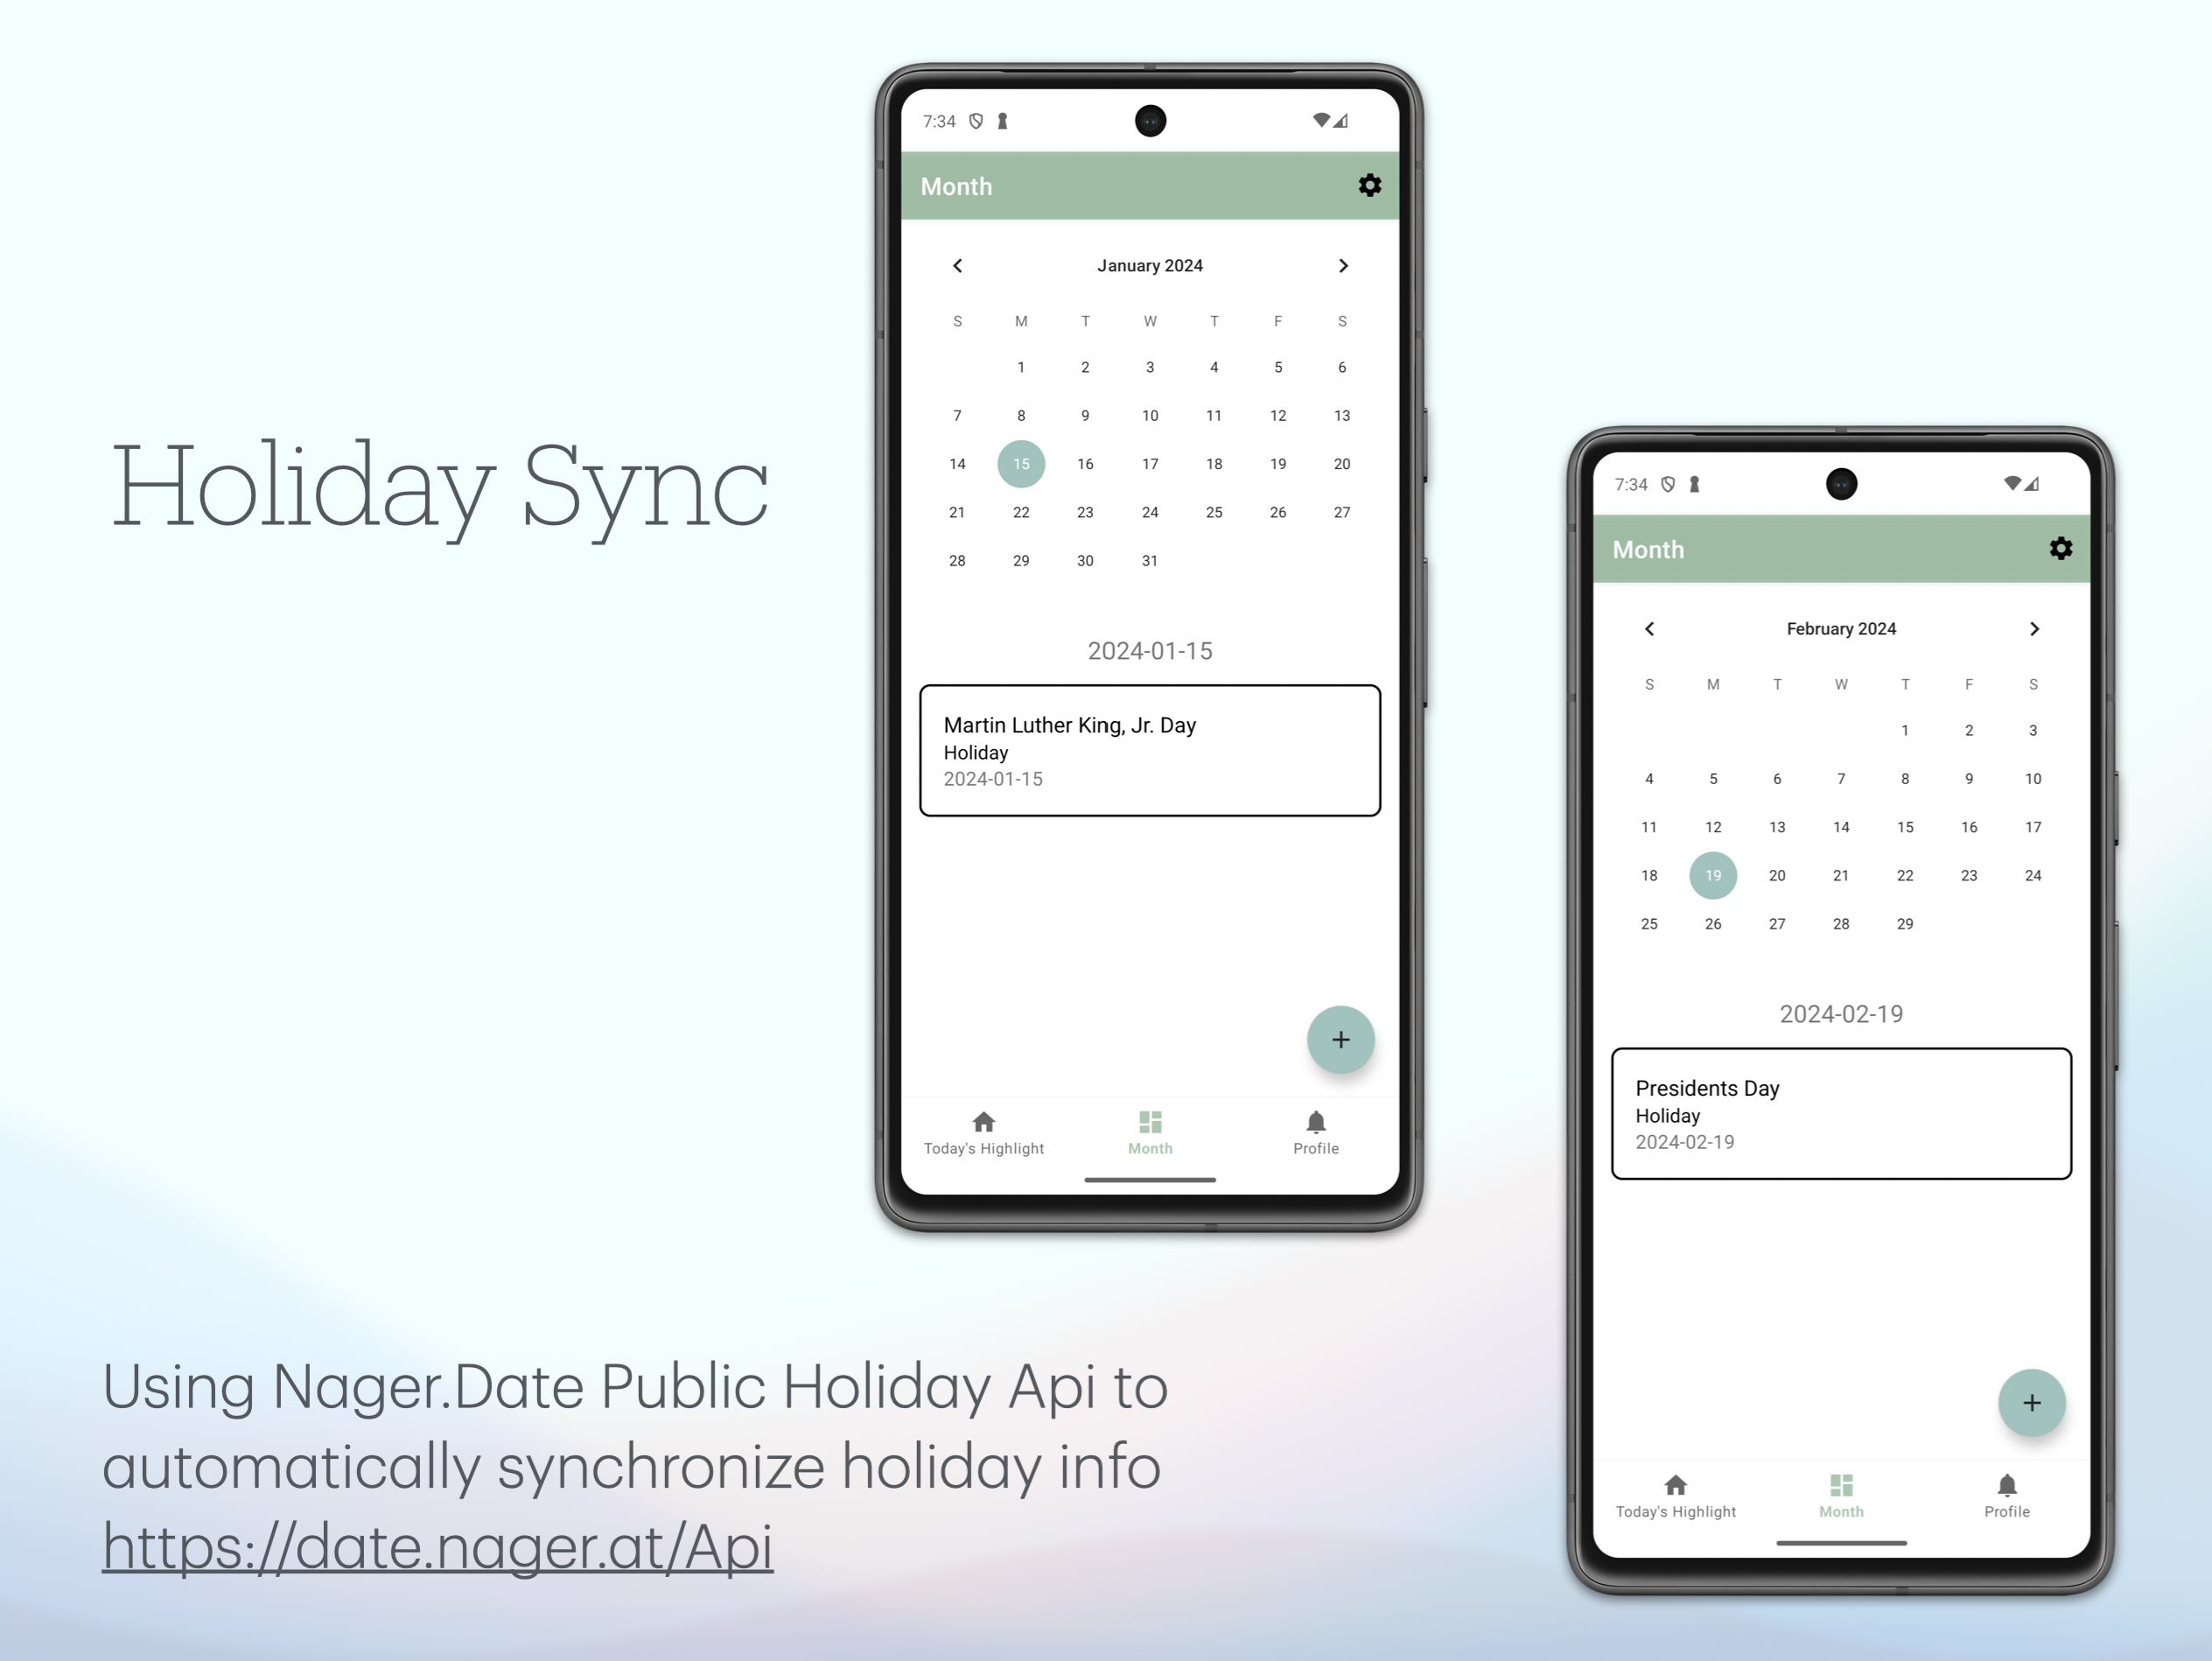 Holiday Sync
7:34
Month
January 2024
S M T W T F S
1 2 3 4 5 6
7 8 9 10 11 12 13
14 15 16 17 18 19 20
21 22 23 24 25 26 27
28 29 30 31
2024-01-15
Martin Luther King, Jr. Day
Holiday
2024-01-15
+
Today's Highlight Month Profile
7:34
Month
February 2024
S M T W T F S
1 2 3
4 5 6 7 8 9 10
11 12 13 14 15 16 17
18 19 20 21 22 23 24
25 26 27 28 29
2024-02-19
Presidents Day
Holiday
2024-02-19
+
Today's Highlight Month Profile
Using Nager.Date Public Holiday Api to
automatically synchronize holiday info
https://date.nager.at/Api